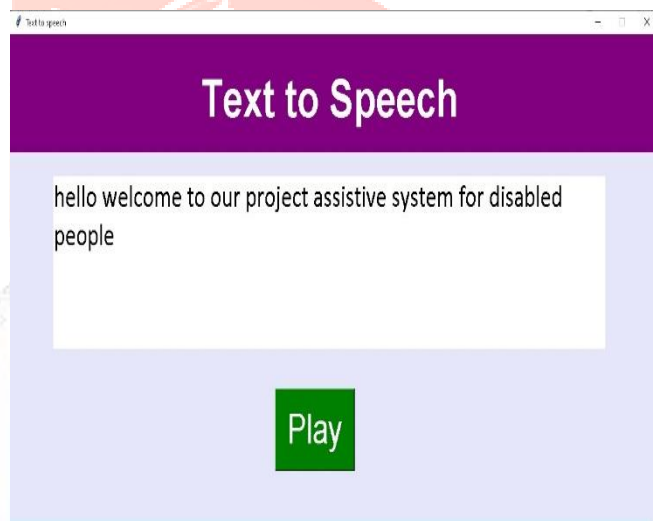 Text to speech
Text to Speech
hello welcome to our project assistive system for disabled
people
Play